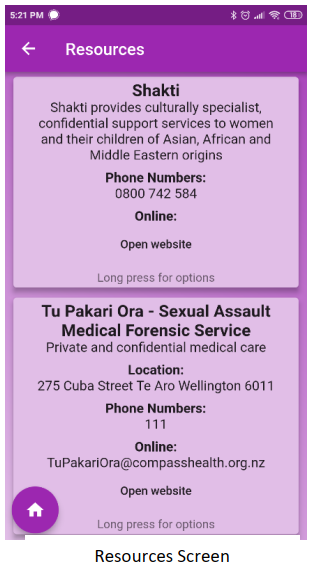 5:21 PM
18
Resources
Shakti
Shakti provides culturally specialist,
confidential support services to women
and their children of Asian, African and
Middle Eastern origins
Phone Numbers:
0800 742 584
Online:
Open website
Long press for options
Tu Pakari Ora - Sexual Assault
Medical Forensic Service
Private and confidential medical care
Location:
275 Cuba Street Te Aro Wellington 6011
Phone Numbers:
111
Online:
TuPakariOra@compasshealth.org.nz
Open website
Long press for options
Resources Screen